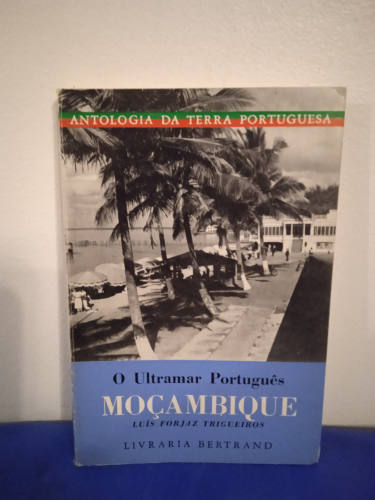 ANTOLOGIA DA TERRA PORTUGUESA
O Ultramar Português
MOÇAMBIQUE
LUÍS FORJAZ TRIGUEIROS
LIVRARIA BERTRAND